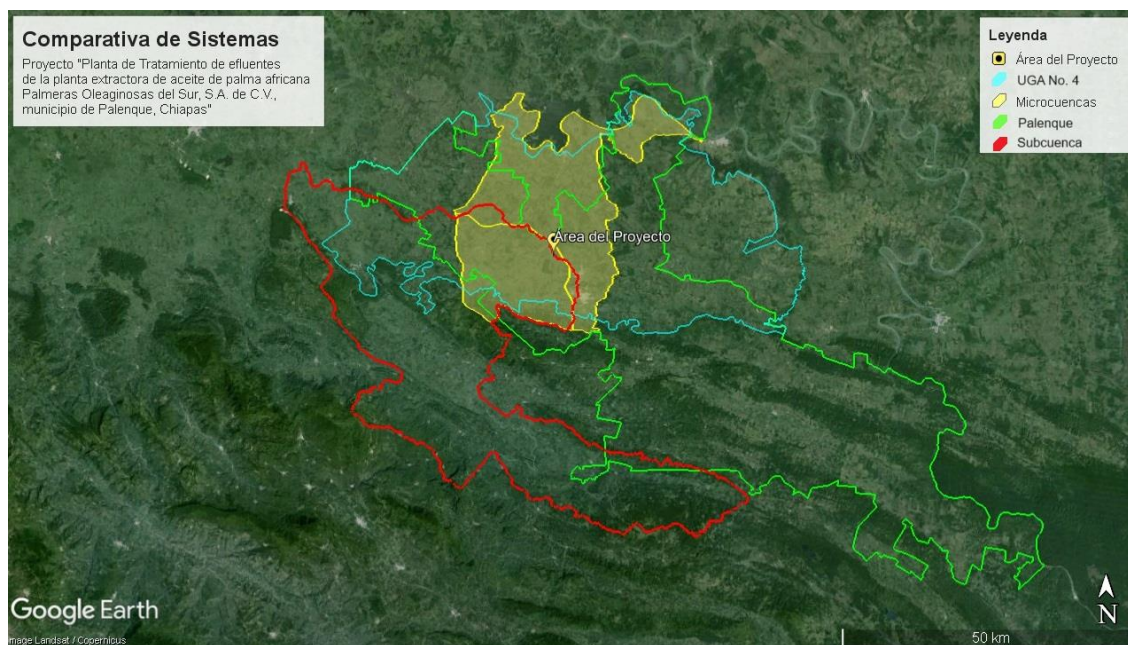 Comparativa de Sistemas
Proyecto "Planta de Tratamiento de efluentes
de la planta extractora de aceite de palma africana
Palmeras Oleaginosas del Sur, S.A. de C.V.,
municipio de Palenque, Chiapas"
Leyenda
Área del Proyecto
UGA No. 4
Microcuencas
Palenque
Subcuenca
Área del Proyecto
Google Earth
Image Landsat / Copernicus
N
50 km